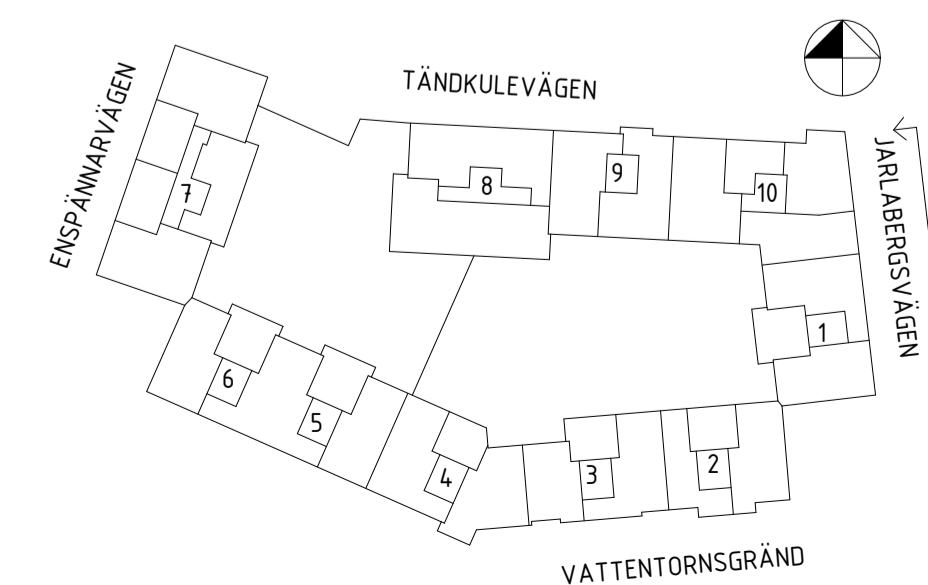 TÄNDKULEVÄGEN
ENSPÄNNARVÄGEN
JARLABERGSVÄGEN
7
8
9
10
1
6
5
4
3
2
VATTENTORNSGRÄND